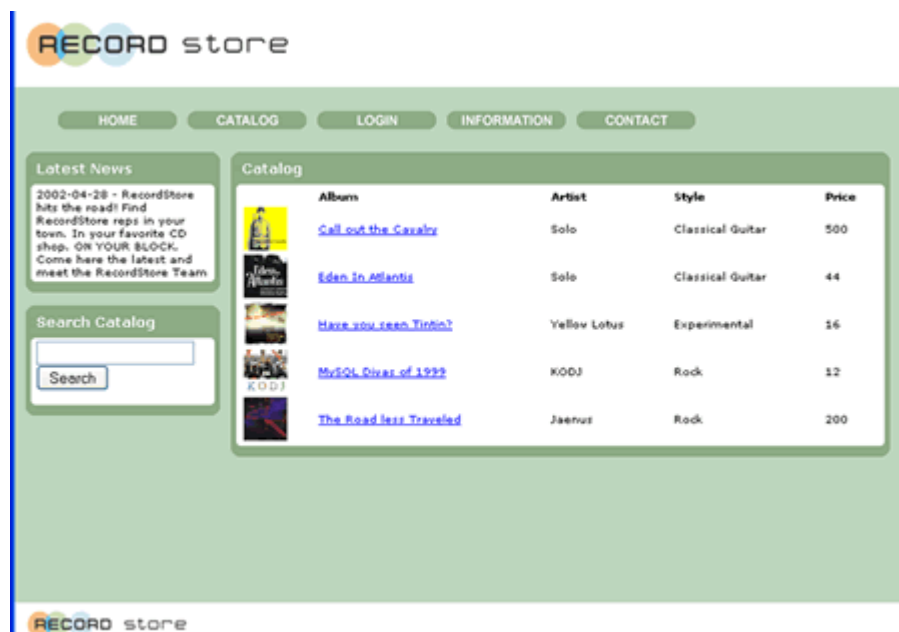 RECORD store
HOME CATALOG LOGIN INFORMATION CONTACT
Latest News
2002-04-28 - RecordStore
hits the road! Find
RecordStore reps in your
town. In your favorite CD
shop. ON YOUR BLOCK.
Come here the latest and
meet the RecordStore Team
Search Catalog
Search
Catalog
Album Artist Style Price
Call out the Cavalry Solo Classical Guitar 500
Eden In Atlantis Solo Classical Guitar 44
Have you seen Tintin? Yellow Lotus Experimental 16
MySQL Divas of 1999 KODJ Rock 12
KODJ
The Road less Traveled Jaenus Rock 200
RECORD store